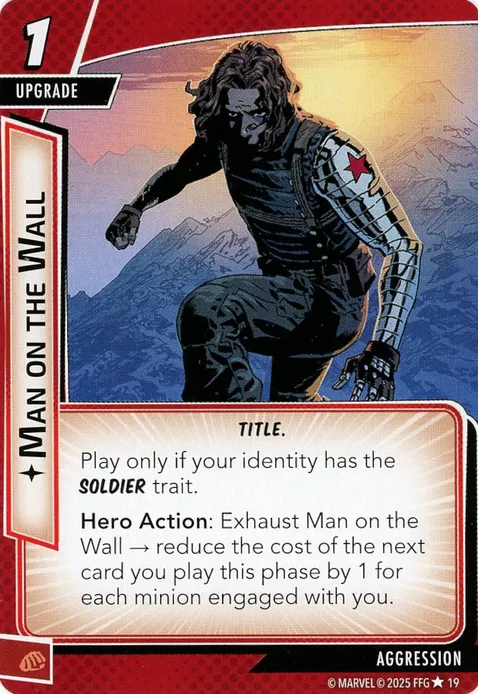 1
UPGRADE
MAN ON THE WALL
TITLE.
Play only if your identity has the
SOLDIER trait.
Hero Action: Exhaust Man on the
Wall → reduce the cost of the next
card you play this phase by 1 for
each minion engaged with you.
AGGRESSION
© MARVEL © 2025 FFG ★ 19